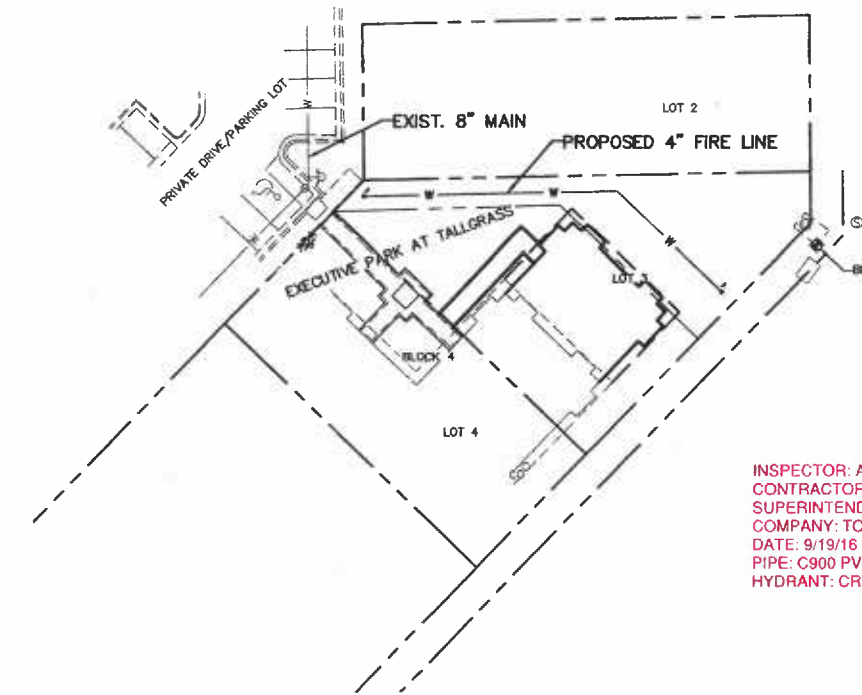 LOT 2
EXIST. 8" MAIN
PROPOSED 4" FIRE LINE
PRIVATE DRIVE/PARKING LOT
W
W
W
W
W
EXECUTIVE PARK AT TALLGRASS
LOT 3
BLOCK 4
LOT 4
INSPECTOR: A
CONTRACTOR
SUPERINTEND
COMPANY: TO
DATE: 9/19/16
PIPE: C900 PV
HYDRANT: CR